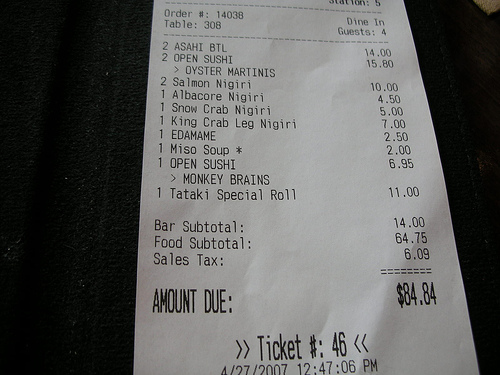 Station: 5
Order #: 14038 Dine In
Table: 308 Guests: 4
2 ASAHI BTL 14.00
2 OPEN SUSHI 15.80
> OYSTER MARTINIS
2 Salmon Nigiri 10.00
1 Albacore Nigiri 4.50
1 Snow Crab Nigiri 5.00
1 King Crab Leg Nigiri 7.00
1 EDAMAME 2.50
1 Miso Soup * 2.00
1 OPEN SUSHI 6.95
> MONKEY BRAINS
1 Tataki Special Roll 11.00
Bar Subtotal: 14.00
Food Subtotal: 64.75
Sales Tax: 6.09
========
AMOUNT DUE: $84.84
>> Ticket #: 46 <<
4/27/2007 12:47:06 PM